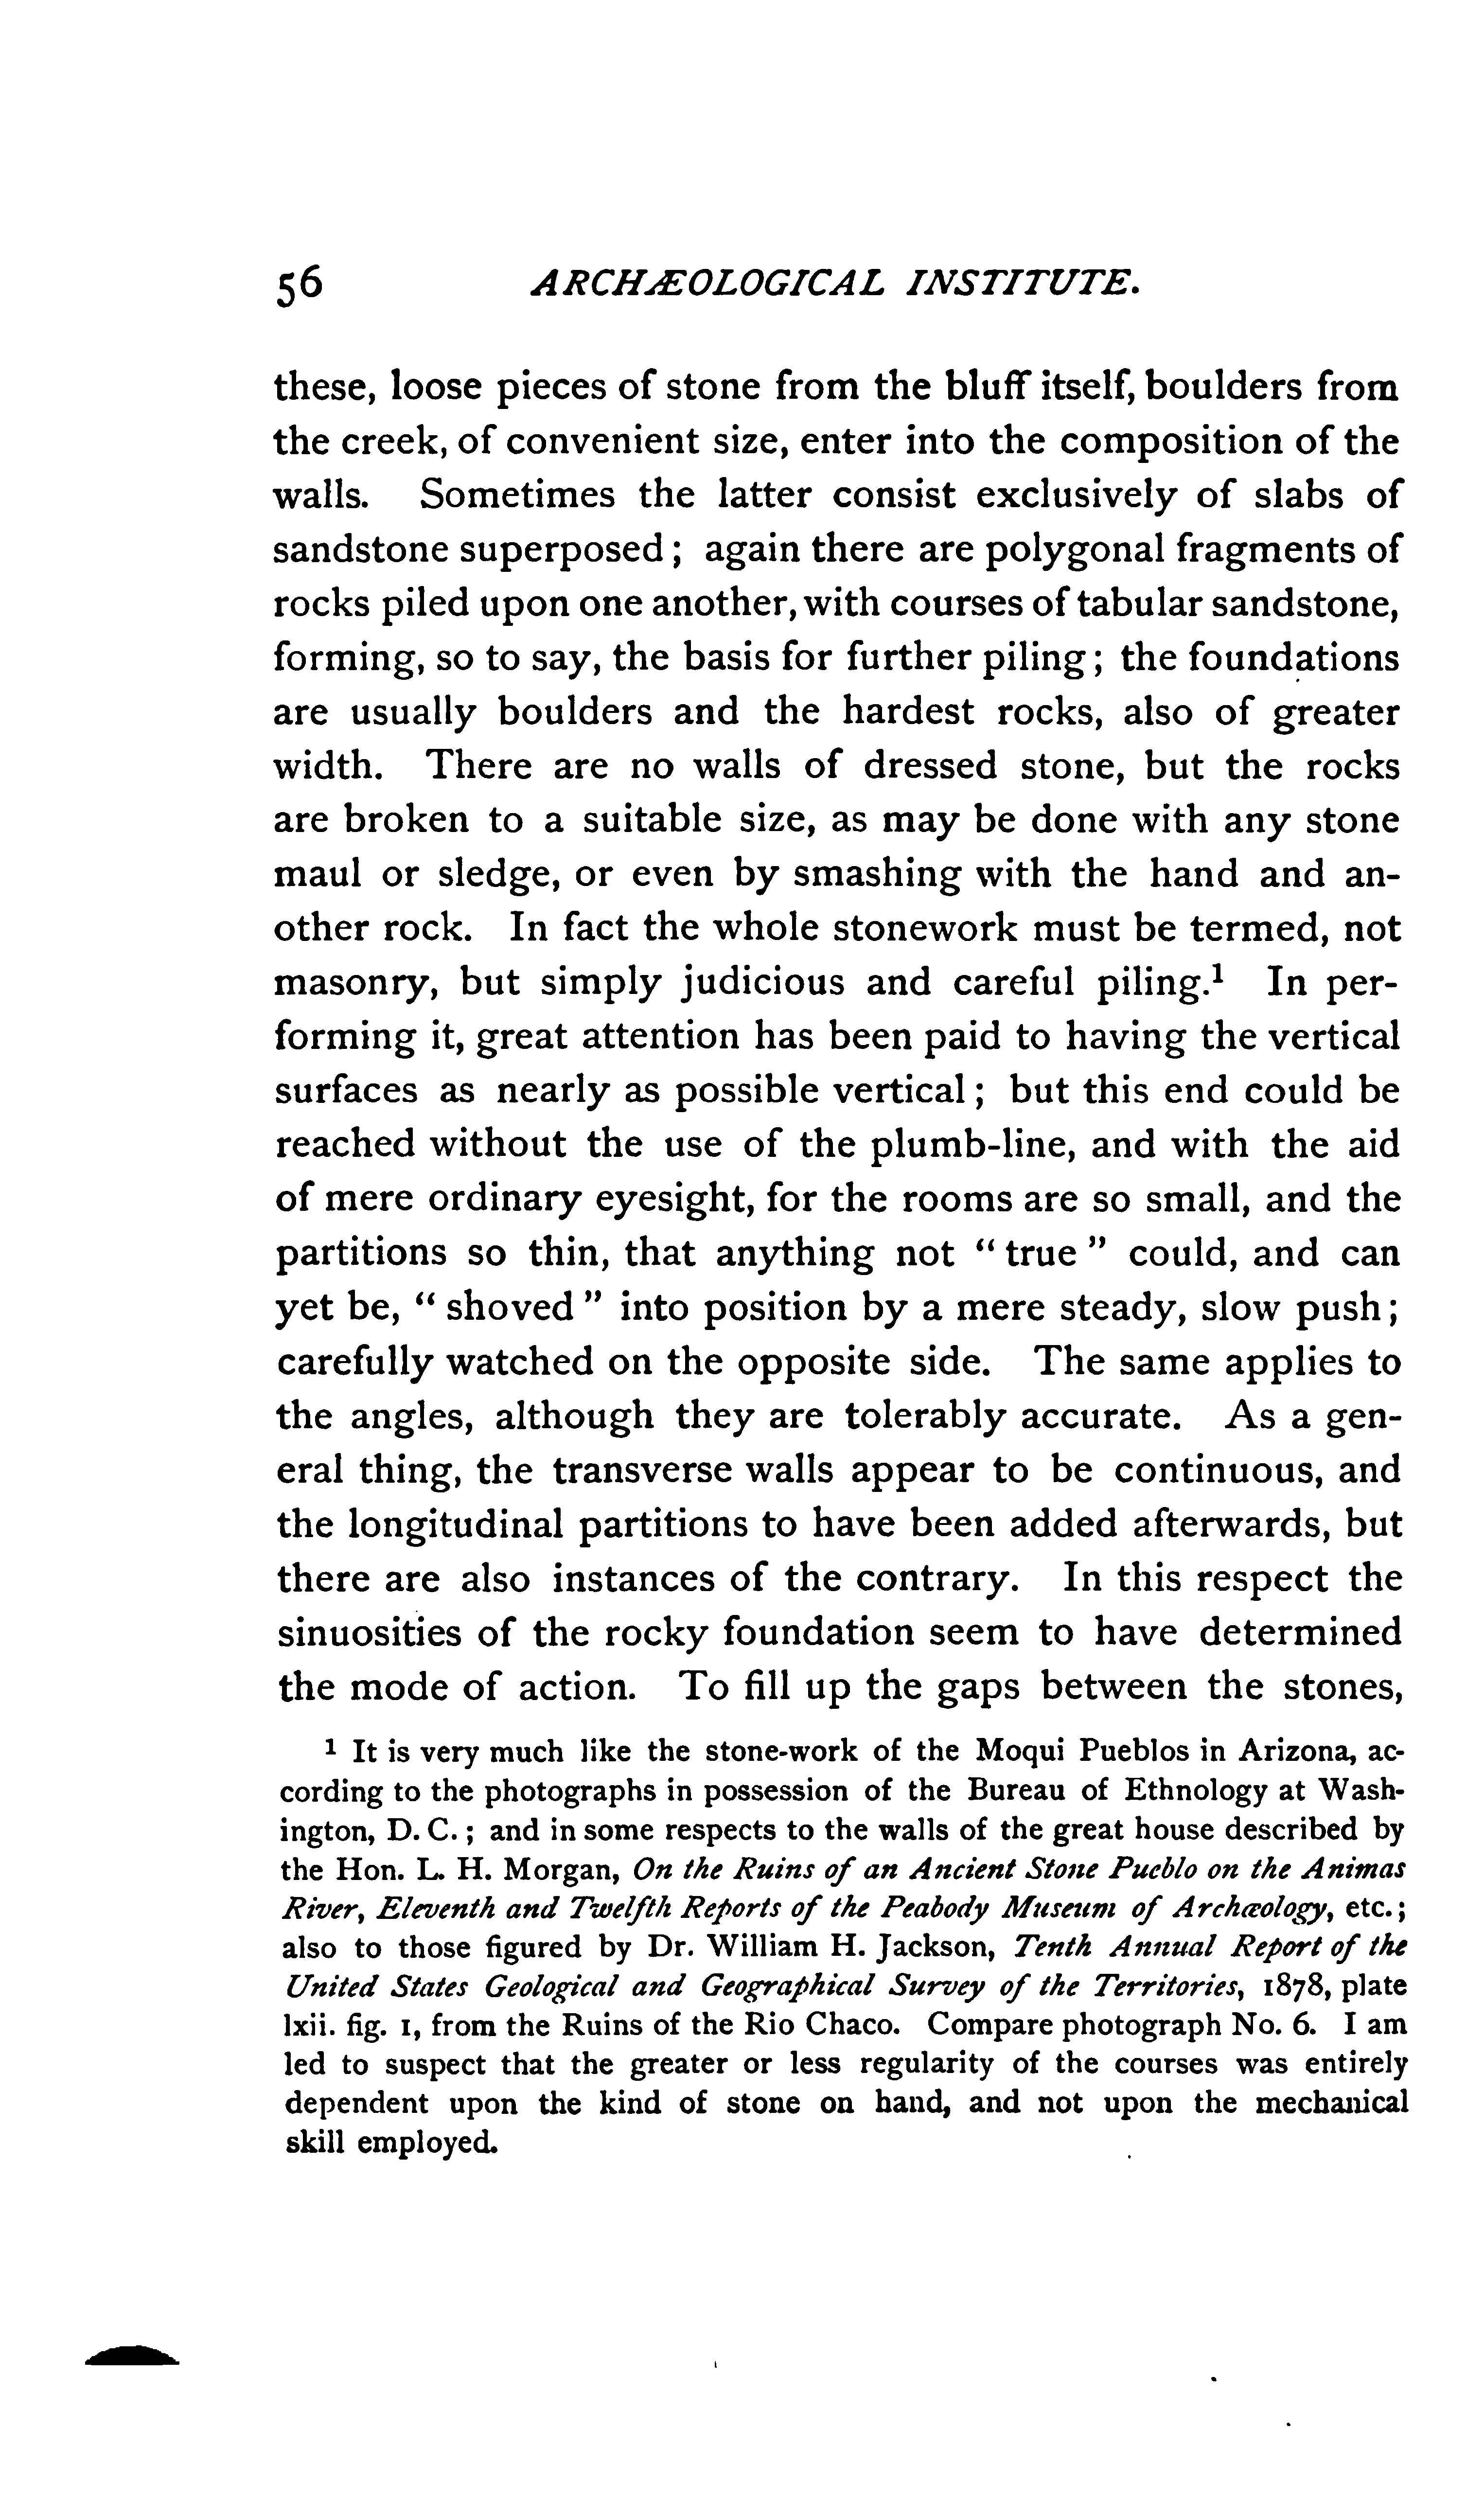 56 ARCHÆOLOGICAL INSTITUTE.
these, loose pieces of stone from the bluff itself, boulders from
the creek, of convenient size, enter into the composition of the
walls. Sometimes the latter consist exclusively of slabs of
sandstone superposed; again there are polygonal fragments of
rocks piled upon one another, with courses of tabular sandstone,
forming, so to say, the basis for further piling; the foundations
are usually boulders and the hardest rocks, also of greater
width. There are no walls of dressed stone, but the rocks
are broken to a suitable size, as may be done with any stone
maul or sledge, or even by smashing with the hand and an-
other rock. In fact the whole stonework must be termed, not
masonry, but simply judicious and careful piling.¹ In per-
forming it, great attention has been paid to having the vertical
surfaces as nearly as possible vertical; but this end could be
reached without the use of the plumb-line, and with the aid
of mere ordinary eyesight, for the rooms are so small, and the
partitions so thin, that anything not "true" could, and can
yet be, "shoved" into position by a mere steady, slow push;
carefully watched on the opposite side. The same applies to
the angles, although they are tolerably accurate. As a gen-
eral thing, the transverse walls appear to be continuous, and
the longitudinal partitions to have been added afterwards, but
there are also instances of the contrary. In this respect the
sinuosities of the rocky foundation seem to have determined
the mode of action. To fill up the gaps between the stones,
¹ It is very much like the stone-work of the Moqui Pueblos in Arizona, ac-
cording to the photographs in possession of the Bureau of Ethnology at Wash-
ington, D. C.; and in some respects to the walls of the great house described by
the Hon. L. H. Morgan, On the Ruins of an Ancient Stone Pueblo on the Animas
River, Eleventh and Twelfth Reports of the Peabody Museum of Archæology, etc.;
also to those figured by Dr. William H. Jackson, Tenth Annual Report of the
United States Geological and Geographical Survey of the Territories, 1878, plate
lxii. fig. 1, from the Ruins of the Rio Chaco. Compare photograph No. 6. I am
led to suspect that the greater or less regularity of the courses was entirely
dependent upon the kind of stone on hand, and not upon the mechanical
skill employed.